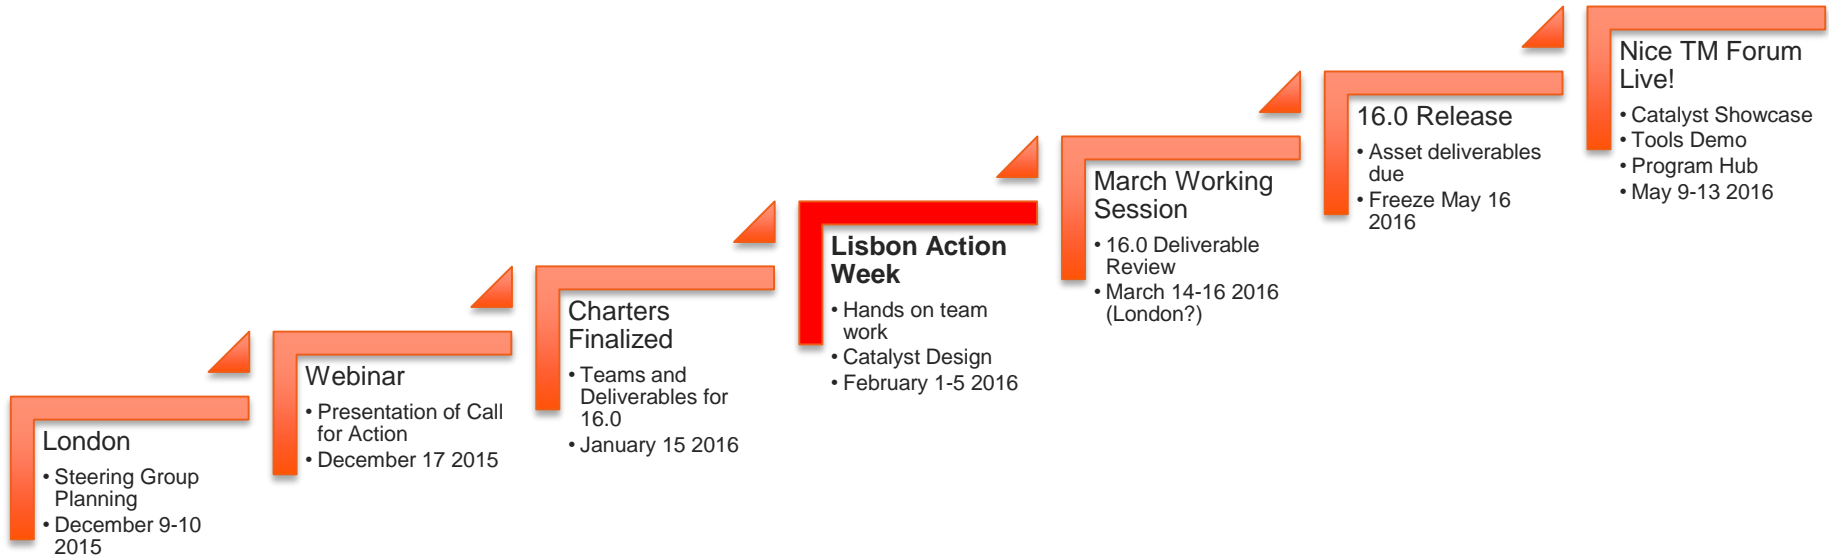 London
• Steering Group
Planning
• December 9-10
2015
Webinar
• Presentation of Call
for Action
• December 17 2015
Charters
Finalized
• Teams and
Deliverables for
16.0
• January 15 2016
Lisbon Action
Week
• Hands on team
work
• Catalyst Design
• February 1-5 2016
March Working
Session
• 16.0 Deliverable
Review
• March 14-16 2016
(London?)
16.0 Release
• Asset deliverables
due
• Freeze May 16
2016
Nice TM Forum
Live!
• Catalyst Showcase
• Tools Demo
• Program Hub
• May 9-13 2016